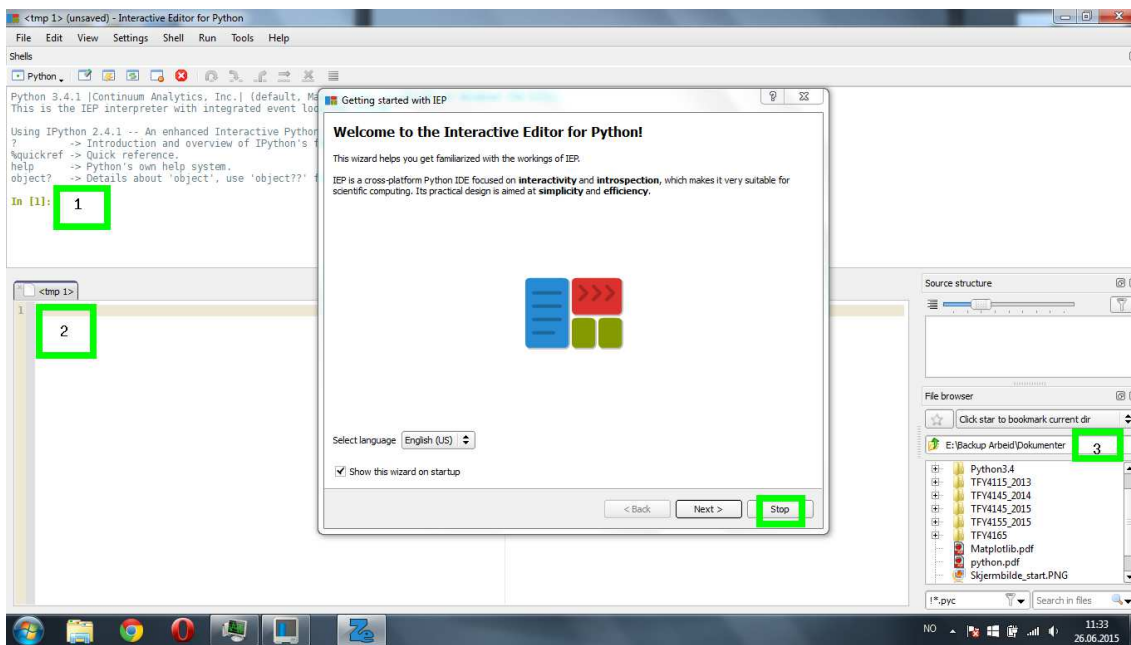 <tmp 1> (unsaved) - Interactive Editor for Python
File Edit View Settings Shell Run Tools Help
Shells
Python
Python 3.4.1 |Continuum Analytics, Inc.| (default,
This is the IEP interpreter with integrated event
Using IPython 2.4.1 -- An enhanced Interactive Python
? -> Introduction and overview of IPython's
%quickref -> Quick reference.
help -> Python's own help system.
object? -> Details about 'object', use 'object??'
In [1]:
1
Getting started with IEP
Welcome to the Interactive Editor for Python!
This wizard helps you get familiarized with the workings of IEP.
IEP is a cross-platform Python IDE focused on interactivity and introspection, which makes it very suitable for
scientific computing. Its practical design is aimed at simplicity and efficiency.
>>>
Select language English (US)
Show this wizard on startup
< Back Next > Stop
<tmp 1>
1
2
Source structure
File browser
Click star to bookmark current dir
E:\Backup Arbeid\Dokumenter
3
Python3.4
TFY4115_2013
TFY4145_2014
TFY4145_2015
TFY4155_2015
TFY4165
Matplotlib.pdf
python.pdf
Skjermbilde_start.PNG
!*.pyc Search in files
NO
11:33
26.06.2015